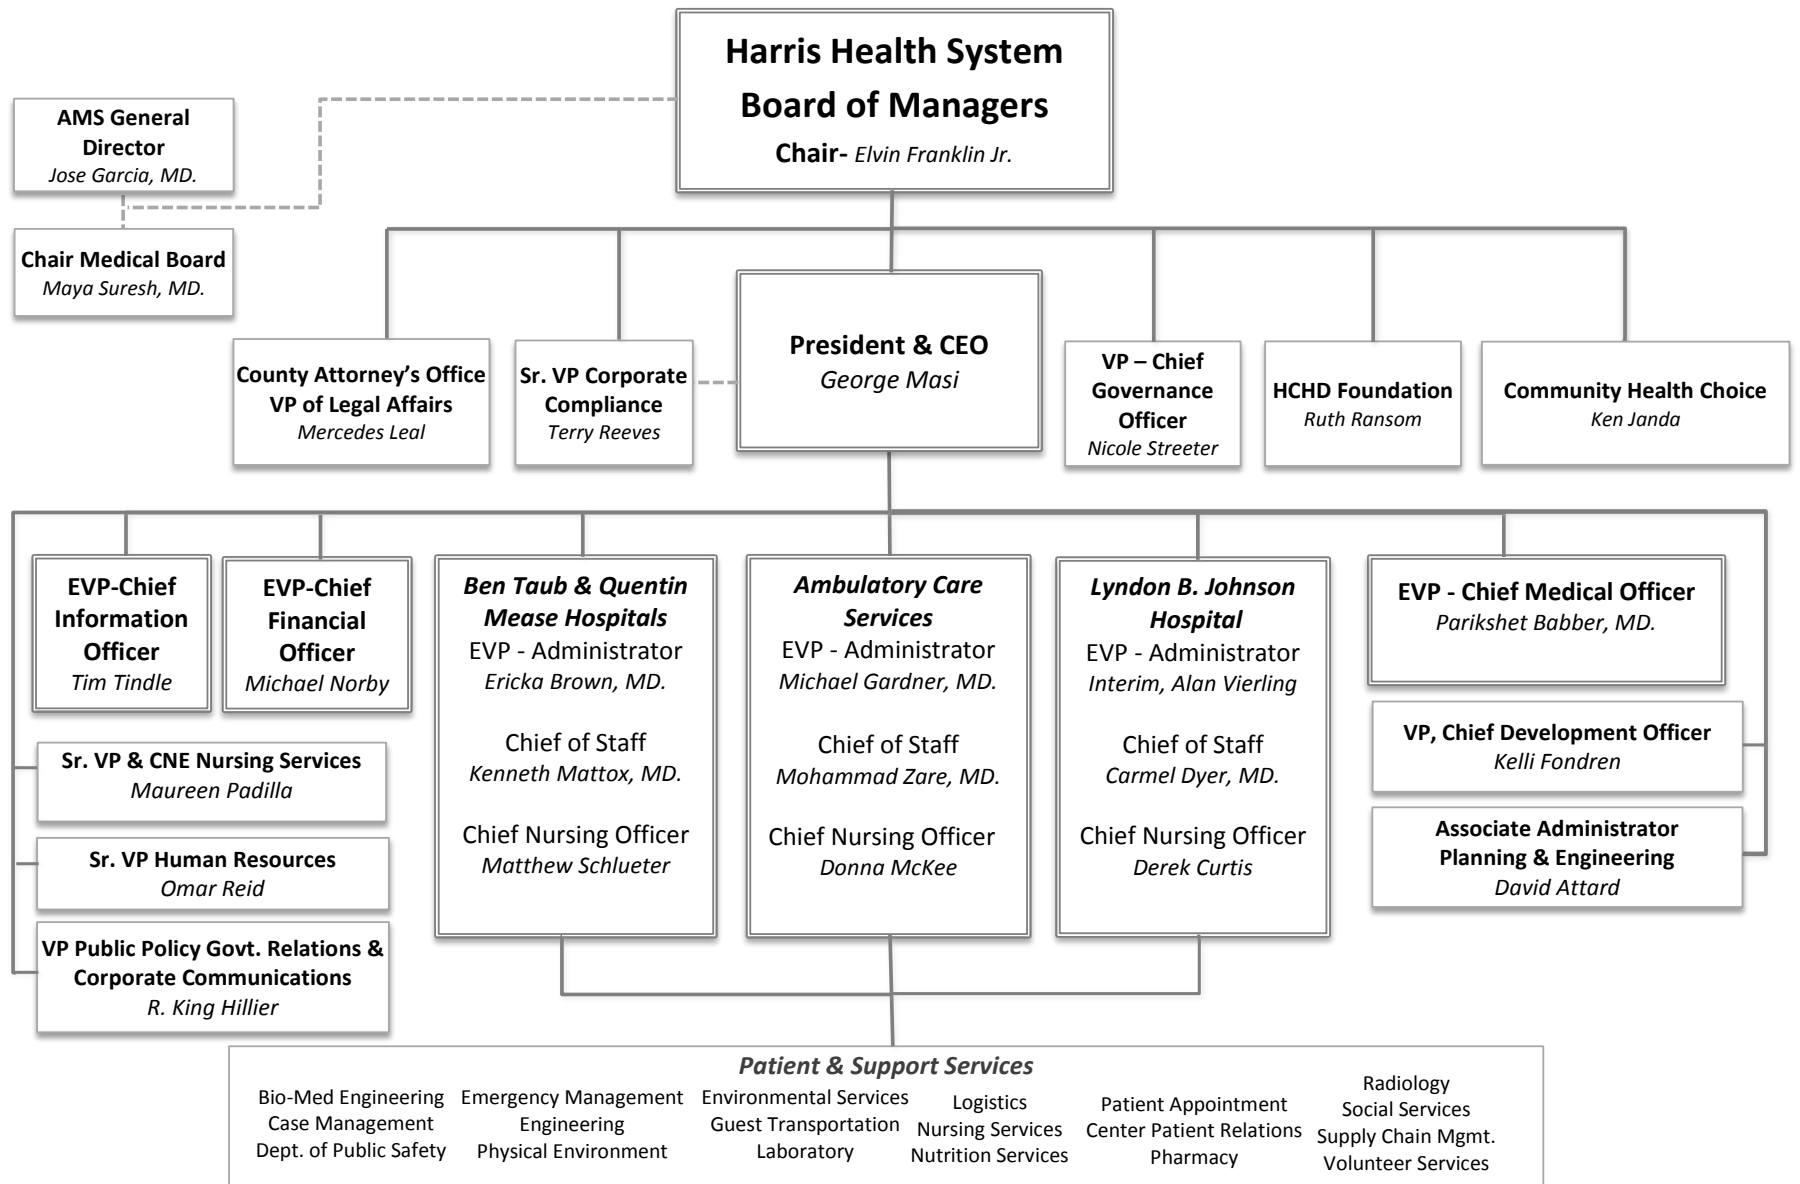 Harris Health System
Board of Managers
Chair- Elvin Franklin Jr.
AMS General
Director
Jose Garcia, MD.
Chair Medical Board
Maya Suresh, MD.
County Attorney’s Office
VP of Legal Affairs
Mercedes Leal
Sr. VP Corporate
Compliance
Terry Reeves
President & CEO
George Masi
VP – Chief
Governance
Officer
Nicole Streeter
HCHD Foundation
Ruth Ransom
Community Health Choice
Ken Janda
EVP-Chief
Information
Officer
Tim Tindle
EVP-Chief
Financial
Officer
Michael Norby
Ben Taub & Quentin
Mease Hospitals
EVP - Administrator
Ericka Brown, MD.
Chief of Staff
Kenneth Mattox, MD.
Chief Nursing Officer
Matthew Schlueter
Ambulatory Care
Services
EVP - Administrator
Michael Gardner, MD.
Chief of Staff
Mohammad Zare, MD.
Chief Nursing Officer
Donna McKee
Lyndon B. Johnson
Hospital
EVP - Administrator
Interim, Alan Vierling
Chief of Staff
Carmel Dyer, MD.
Chief Nursing Officer
Derek Curtis
EVP - Chief Medical Officer
Parikshet Babber, MD.
Sr. VP & CNE Nursing Services
Maureen Padilla
Sr. VP Human Resources
Omar Reid
VP Public Policy Govt. Relations &
Corporate Communications
R. King Hillier
VP, Chief Development Officer
Kelli Fondren
Associate Administrator
Planning & Engineering
David Attard
Patient & Support Services
Bio-Med Engineering
Case Management
Dept. of Public Safety
Emergency Management
Engineering
Physical Environment
Environmental Services
Guest Transportation
Laboratory
Logistics
Nursing Services
Nutrition Services
Patient Appointment
Center Patient Relations
Pharmacy
Radiology
Social Services
Supply Chain Mgmt.
Volunteer Services